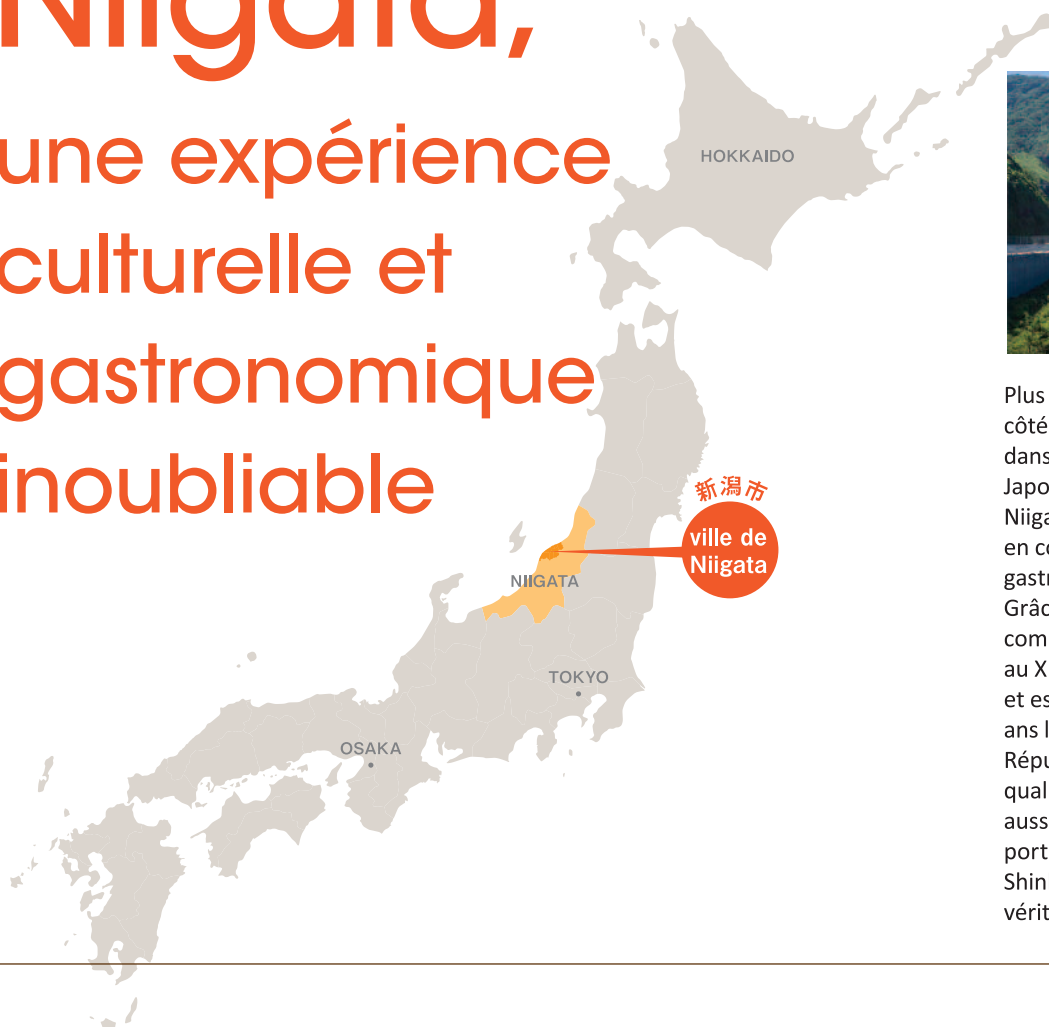 Niigata,
une expérience
culturelle et
gastronomique
inoubliable
HOKKAIDO
新潟市
ville de
Niigata
NIIGATA
TOKYO
OSAKA
Plus
côté
dans
Japo
Niiga
en co
gastr
Grâc
com
au X
et es
ans l
Répu
qual
auss
port
Shin
vérit